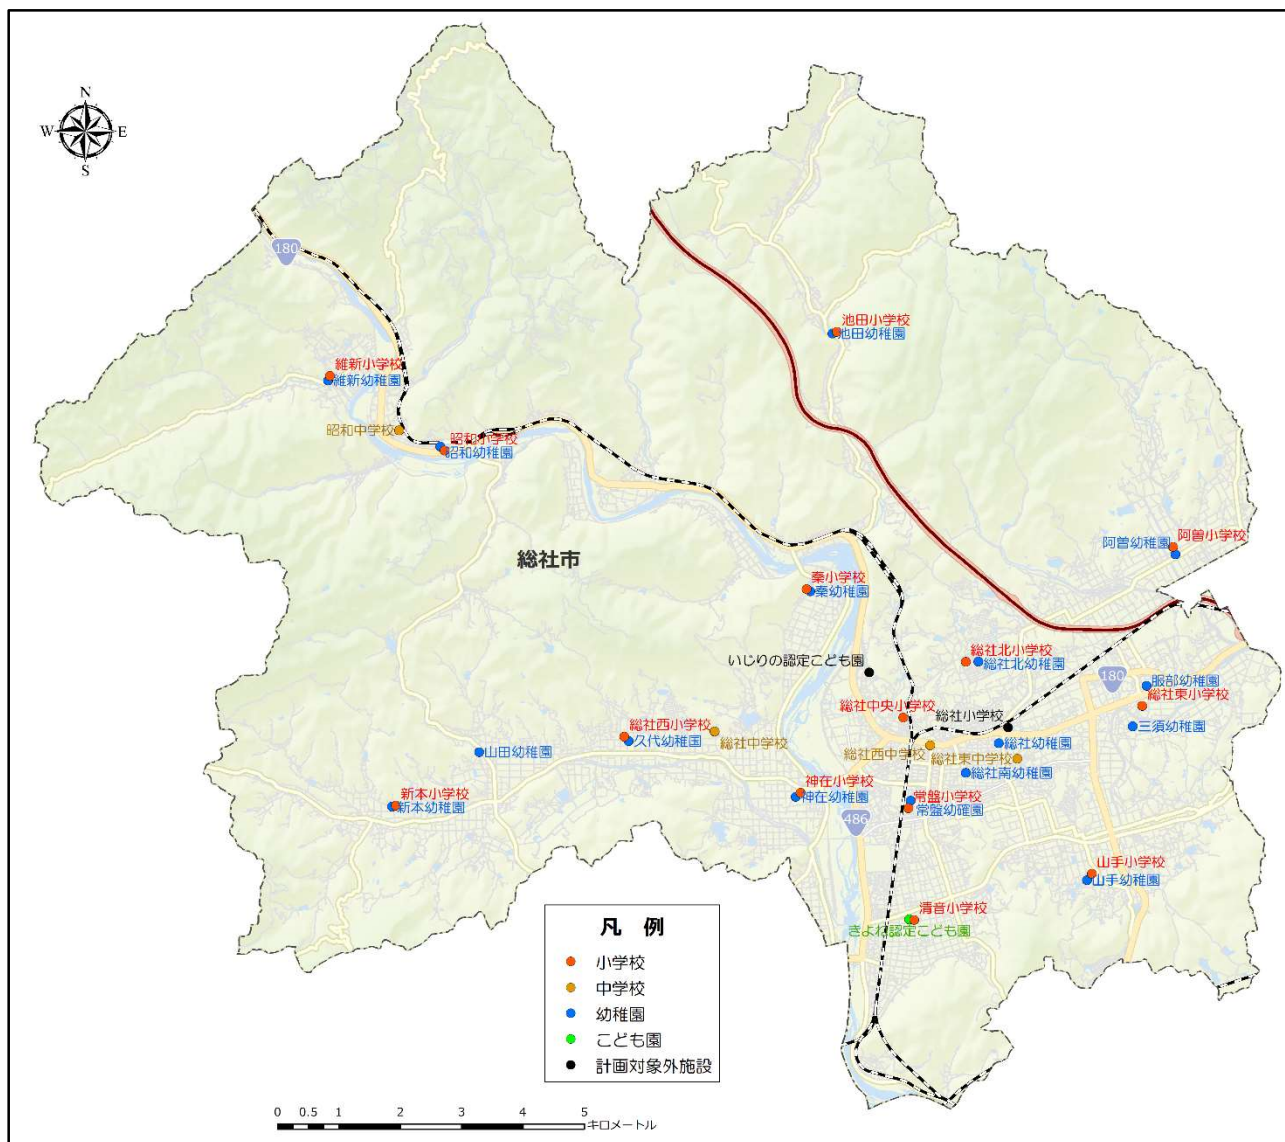 N
W
E
S
180
池田小学校
池田幼稚園
維新小学校
維新幼稚園
昭和中学校
昭和小学校
昭和幼稚園
阿曽小学校
阿曽幼稚園
総社市
秦小学校
秦幼稚園
いじりの認定こども園
総社北小学校
総社北幼稚園
180
服部幼稚園
総社東小学校
総社中央小学校
総社小学校
三須幼稚園
総社西小学校
久代幼稚園
総社中学校
総社西中学校
総社幼稚園
総社東中学校
総社南幼稚園
山田幼稚園
新本小学校
新本幼稚園
神在小学校
神在幼稚園
常盤小学校
常盤幼稚園
486
山手小学校
山手幼稚園
清音小学校
きよね認定こども園
凡 例
小学校
中学校
幼稚園
こども園
計画対象外施設
0 0.5 1 2 3 4 5
キロメートル